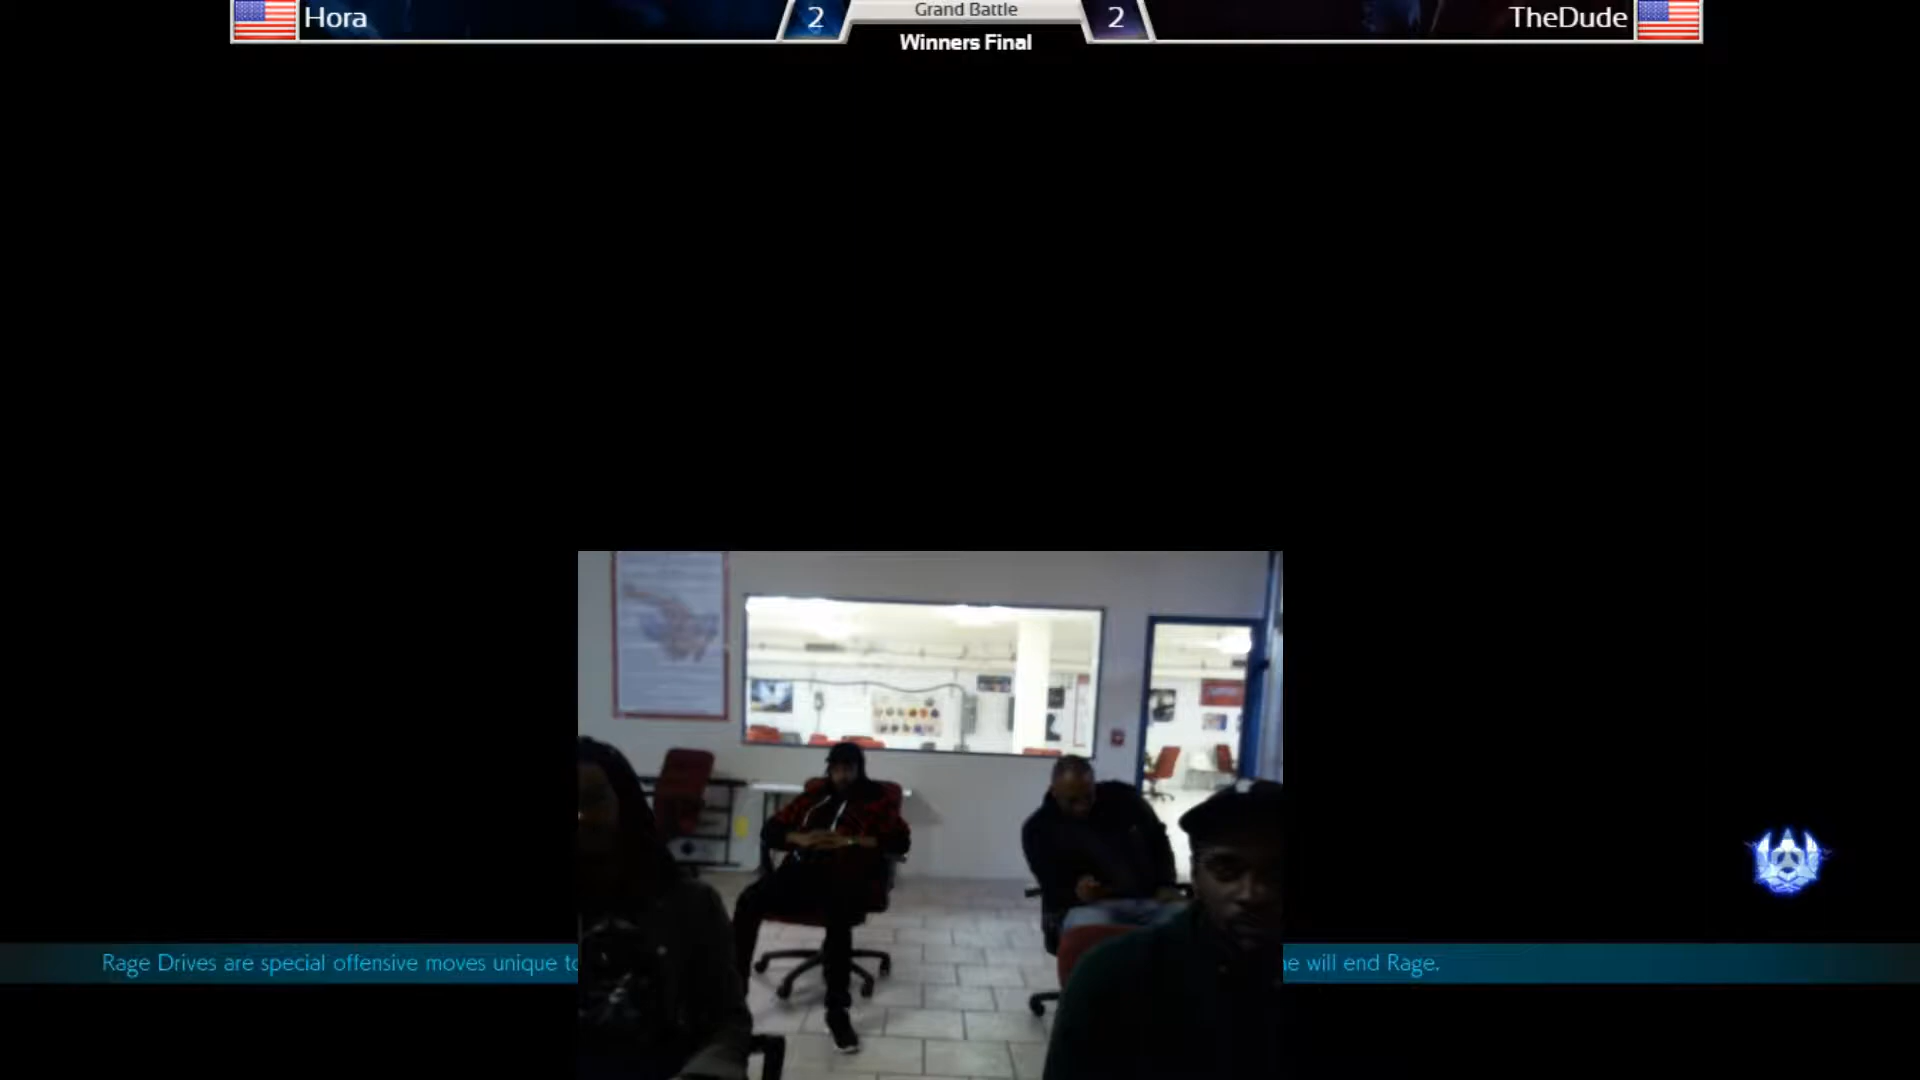 Hora
2
Grand Battle
2
TheDude
Winners Final
Rage Drives are special offensive moves unique to
will end Rage.